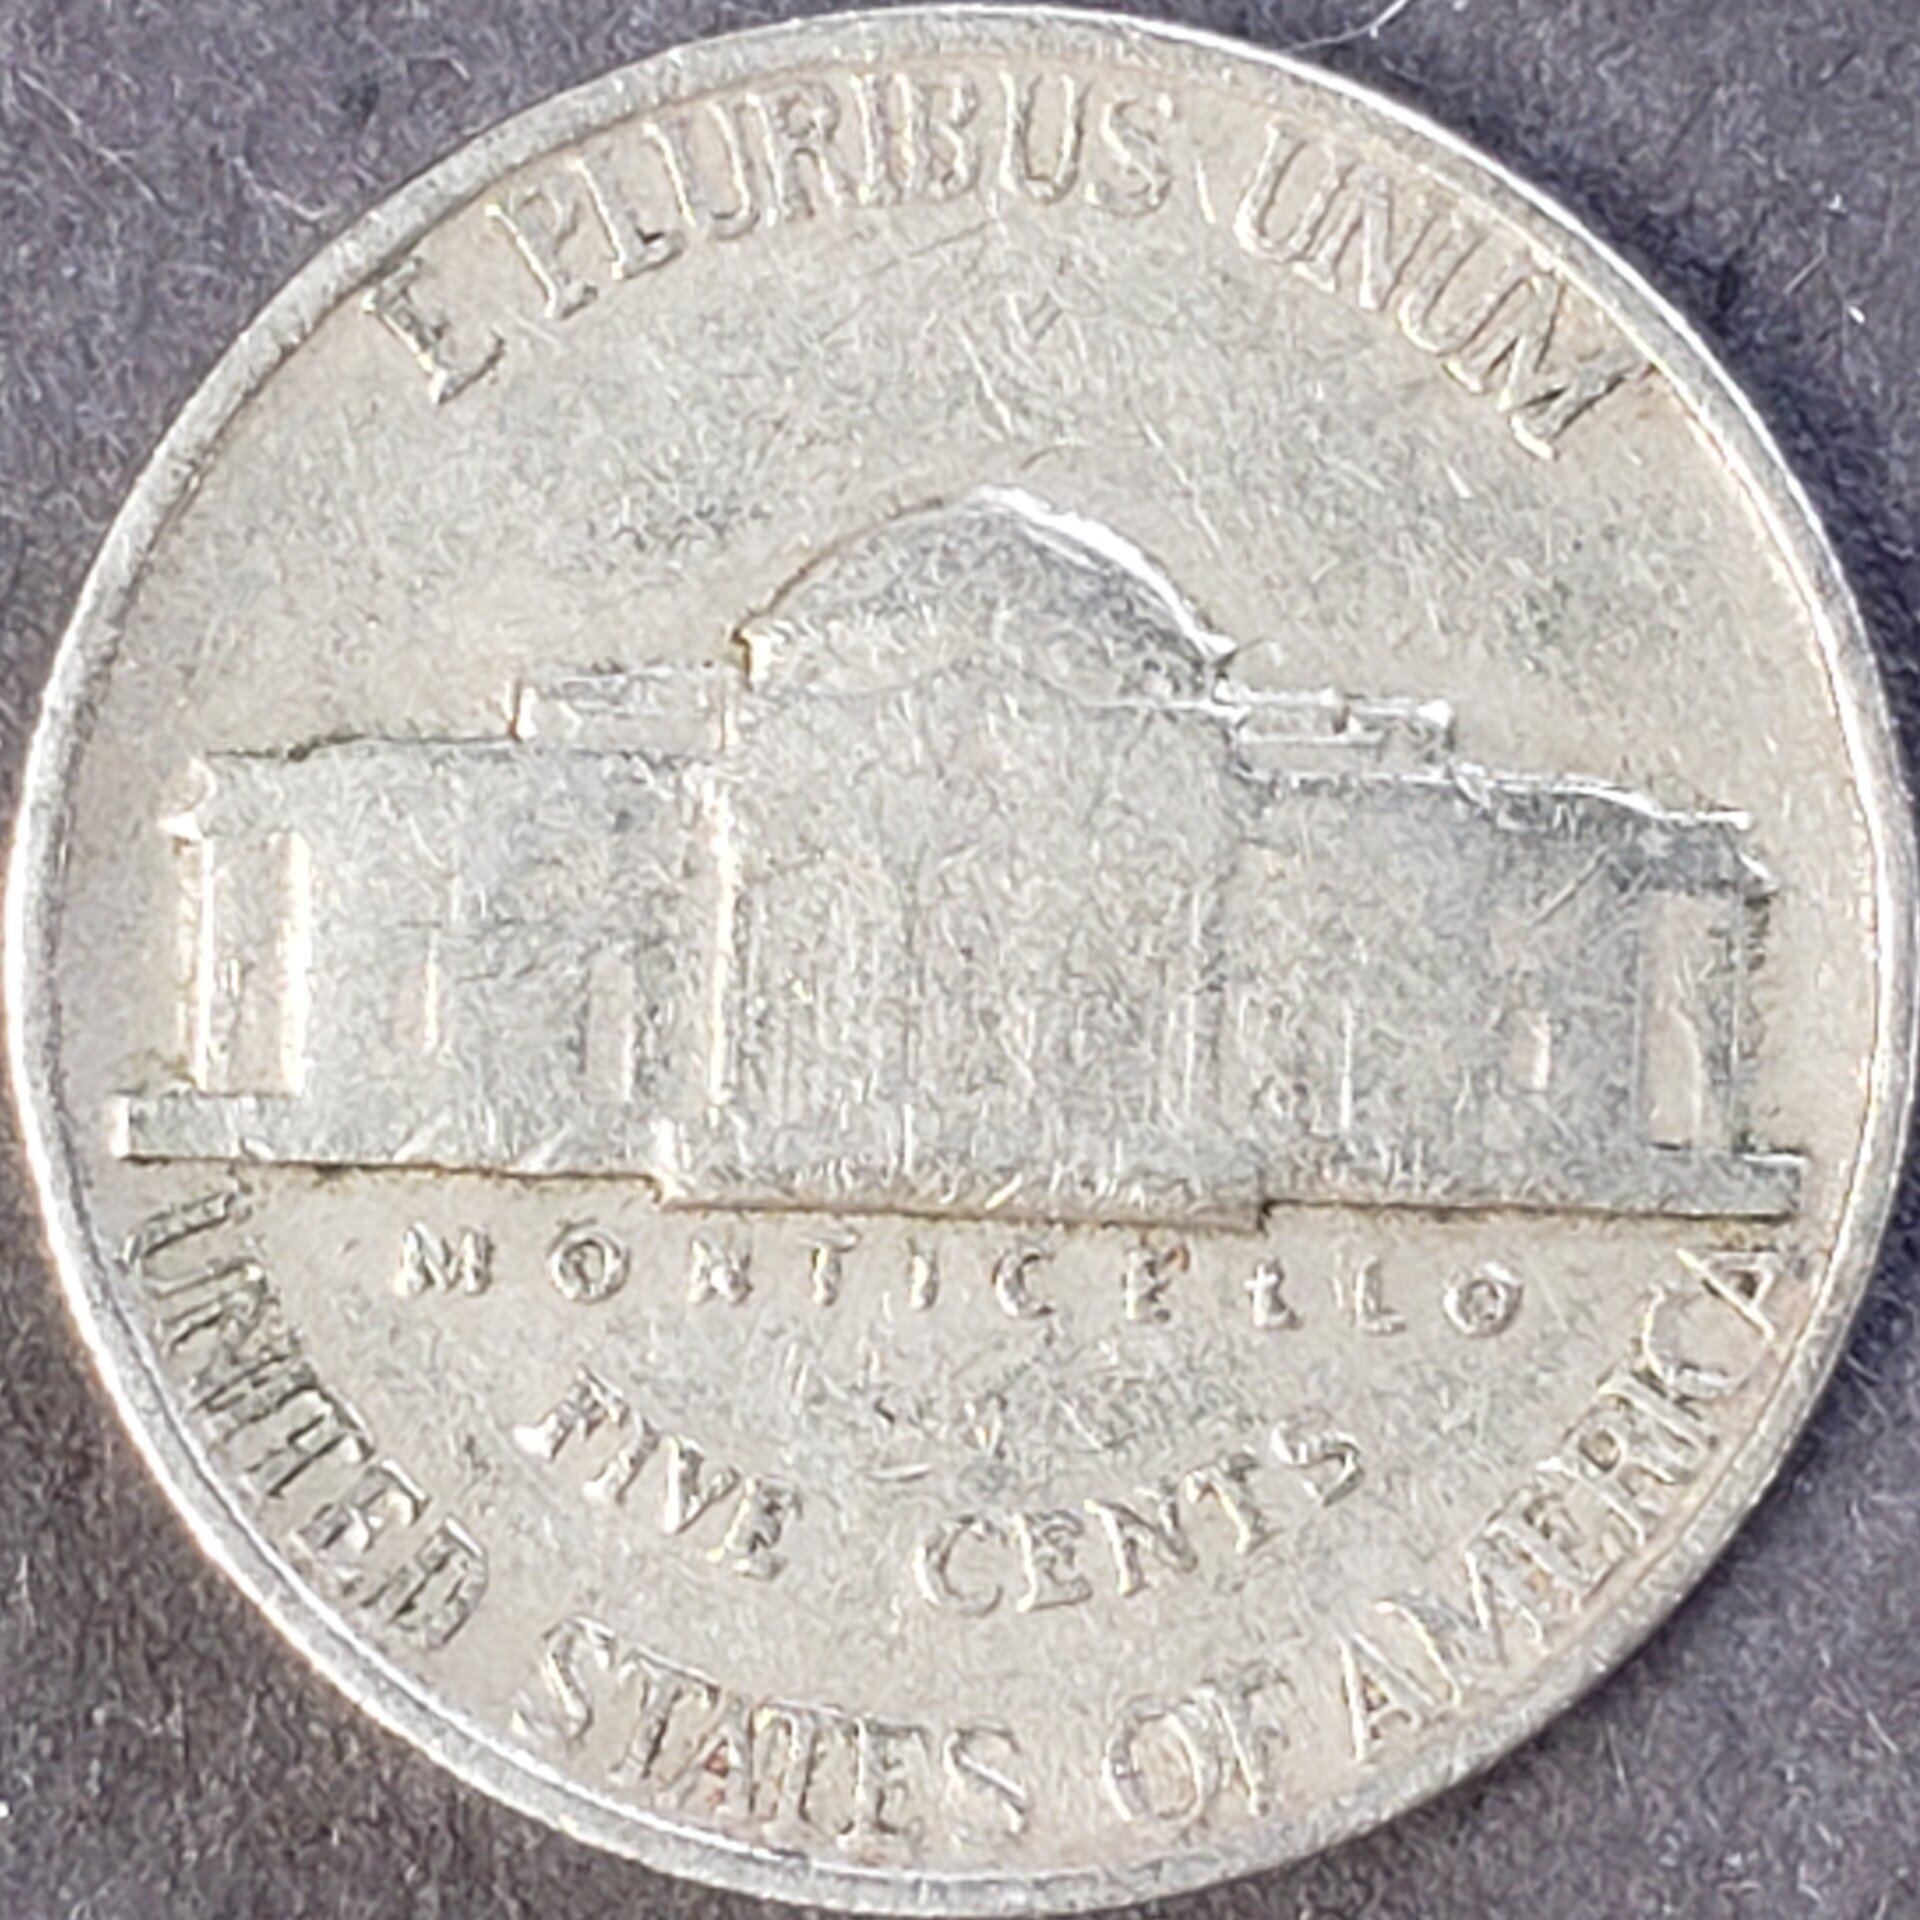 E PLURIBUS UNUM
MONTICELLO
FIVE CENTS
UNITED STATES OF AMERICA